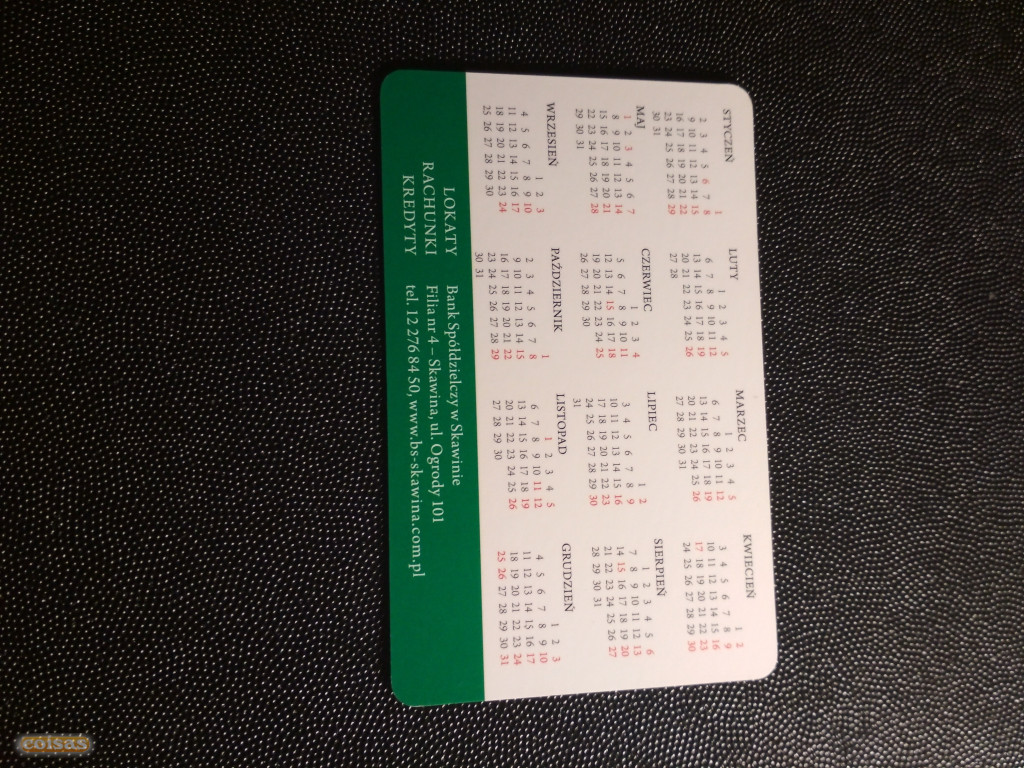 STYCZEŃ
1
2 3 4 5 6 7 8
9 10 11 12 13 14 15
16 17 18 19 20 21 22
23 24 25 26 27 28 29
30 31
LUTY
1 2 3 4 5
6 7 8 9 10 11 12
13 14 15 16 17 18 19
20 21 22 23 24 25 26
27 28
MARZEC
1 2 3 4 5
6 7 8 9 10 11 12
13 14 15 16 17 18 19
20 21 22 23 24 25 26
27 28 29 30 31
KWIECIEŃ
1 2
3 4 5 6 7 8 9
10 11 12 13 14 15 16
17 18 19 20 21 22 23
24 25 26 27 28 29 30
MAJ
1 2 3 4 5 6 7
8 9 10 11 12 13 14
15 16 17 18 19 20 21
22 23 24 25 26 27 28
29 30 31
CZERWIEC
1 2 3 4
5 6 7 8 9 10 11
12 13 14 15 16 17 18
19 20 21 22 23 24 25
26 27 28 29 30
LIPIEC
1 2
3 4 5 6 7 8 9
10 11 12 13 14 15 16
17 18 19 20 21 22 23
24 25 26 27 28 29 30
31
SIERPIEŃ
1 2 3 4 5 6
7 8 9 10 11 12 13
14 15 16 17 18 19 20
21 22 23 24 25 26 27
28 29 30 31
WRZESIEŃ
1 2 3
4 5 6 7 8 9 10
11 12 13 14 15 16 17
18 19 20 21 22 23 24
25 26 27 28 29 30
PAŹDZIERNIK
1
2 3 4 5 6 7 8
9 10 11 12 13 14 15
16 17 18 19 20 21 22
23 24 25 26 27 28 29
30 31
LISTOPAD
1 2 3 4 5
6 7 8 9 10 11 12
13 14 15 16 17 18 19
20 21 22 23 24 25 26
27 28 29 30
GRUDZIEŃ
1 2 3
4 5 6 7 8 9 10
11 12 13 14 15 16 17
18 19 20 21 22 23 24
25 26 27 28 29 30 31
LOKATY
RACHUNKI
KREDYTY
Bank Spółdzielczy w Skawinie
Filia nr 4 – Skawina, ul. Ogrody 101
tel. 12 276 84 50, www.bs-skawina.com.pl
coisas